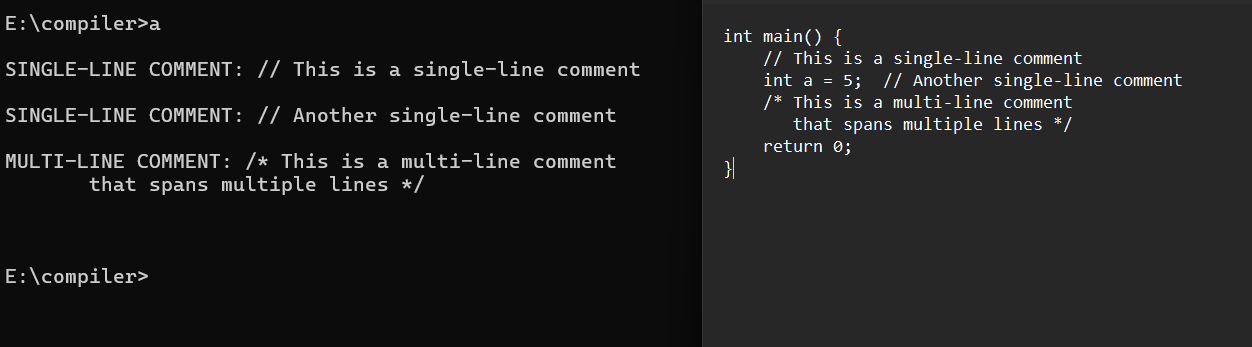 E:\compiler>a
SINGLE-LINE COMMENT: // This is a single-line comment
SINGLE-LINE COMMENT: // Another single-line comment
MULTI-LINE COMMENT: /* This is a multi-line comment
       that spans multiple lines */
E:\compiler>
int main() {
    // This is a single-line comment
    int a = 5;  // Another single-line comment
    /* This is a multi-line comment
       that spans multiple lines */
    return 0;
}